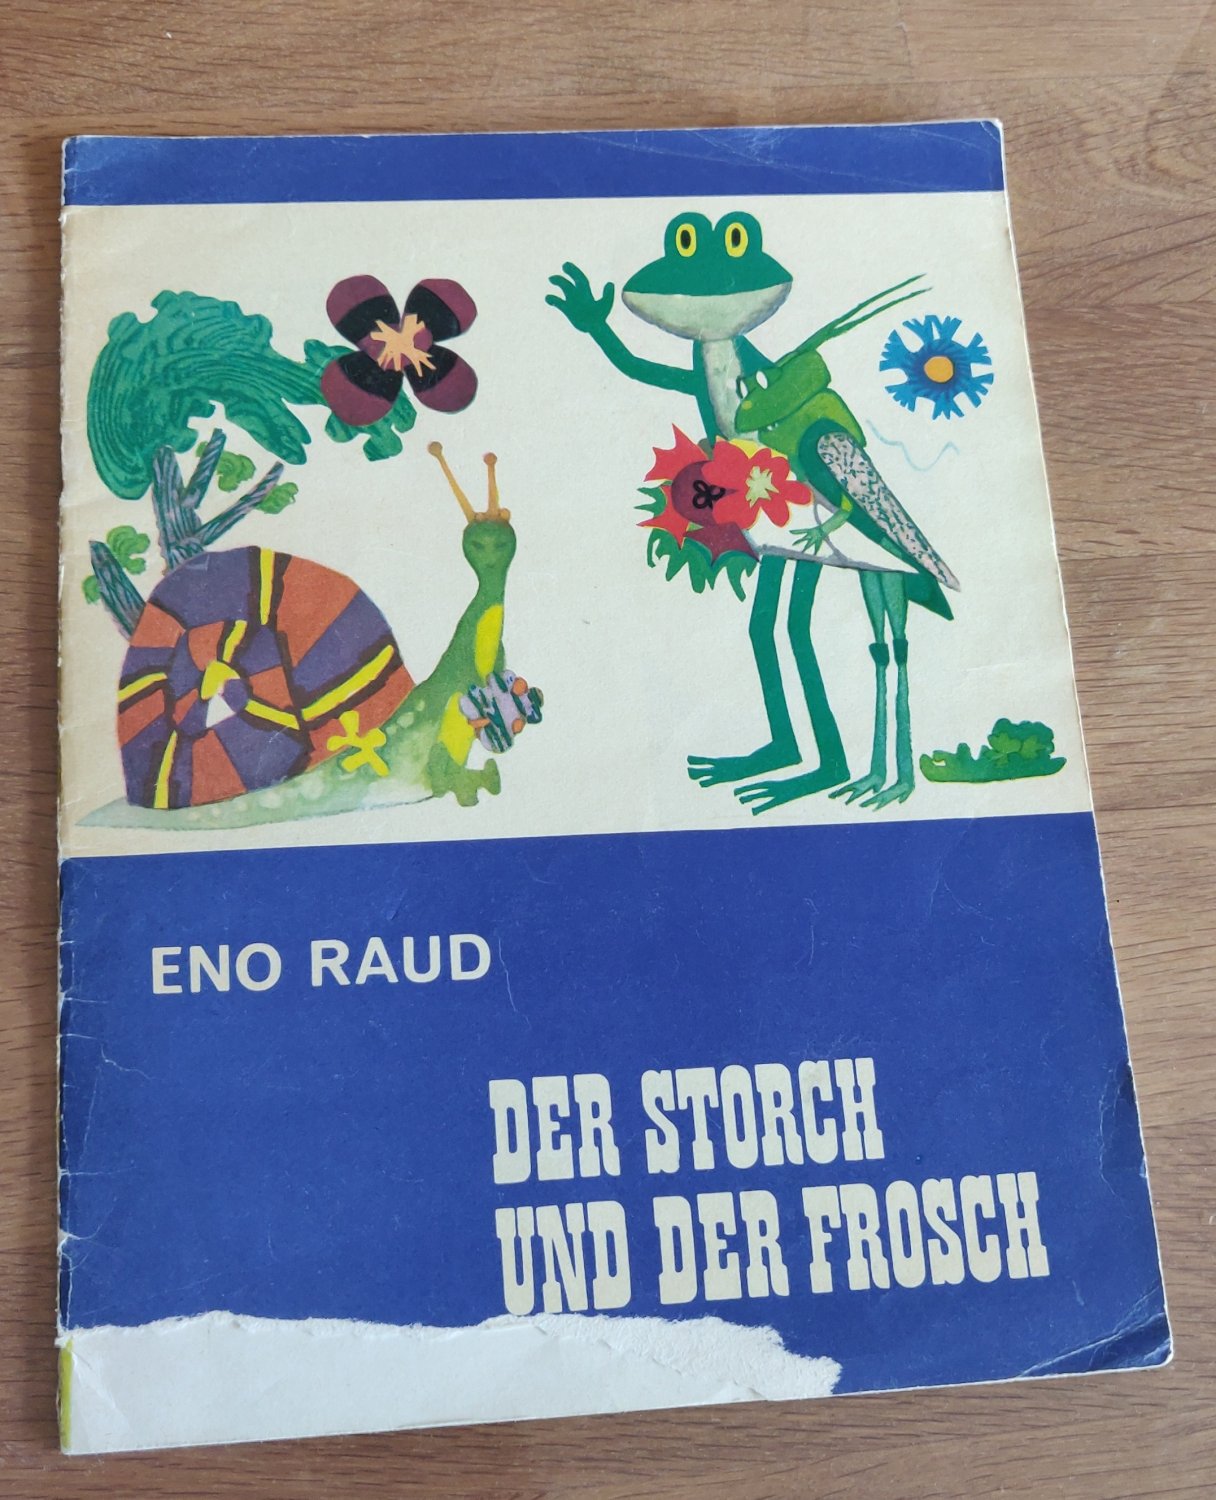 ENO RAUD
DER STORCH
UND DER FROSCH